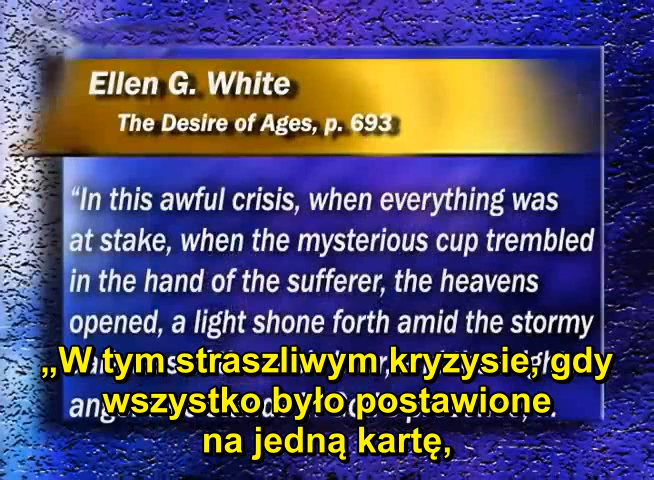 Ellen G. White
The Desire of Ages, p. 693
“In this awful crisis, when everything was
at stake, when the mysterious cup trembled
in the hand of the sufferer, the heavens
opened, a light shone forth amid the stormy
„W tym straszliwym kryzysie, gdy
wszystko było postawione
na jedną kartę,